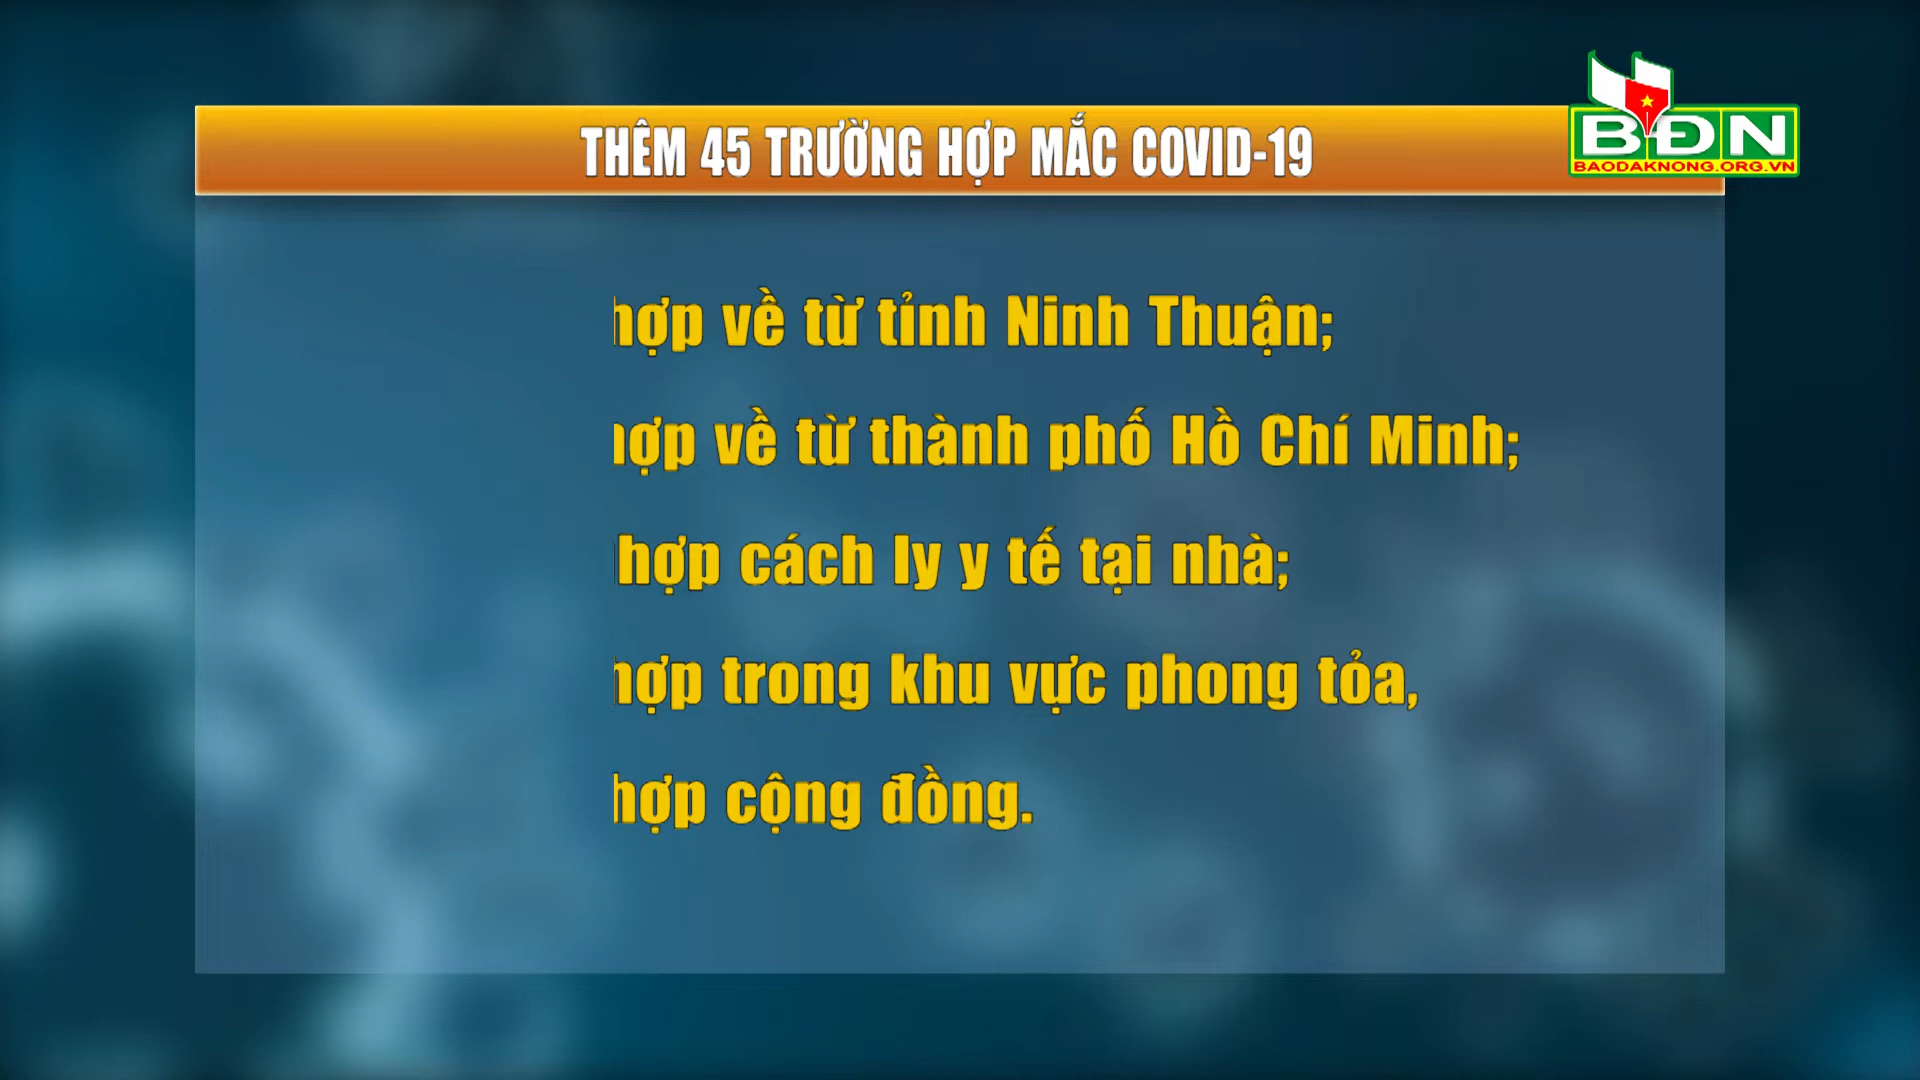 THÊM 45 TRƯỜNG HỢP MẮC COVID-19
BĐN
BAODAKNONG.ORG.VN
hợp về từ tỉnh Ninh Thuận;
hợp về từ thành phố Hồ Chí Minh;
hợp cách ly y tế tại nhà;
hợp trong khu vực phong tỏa,
hợp cộng đồng.